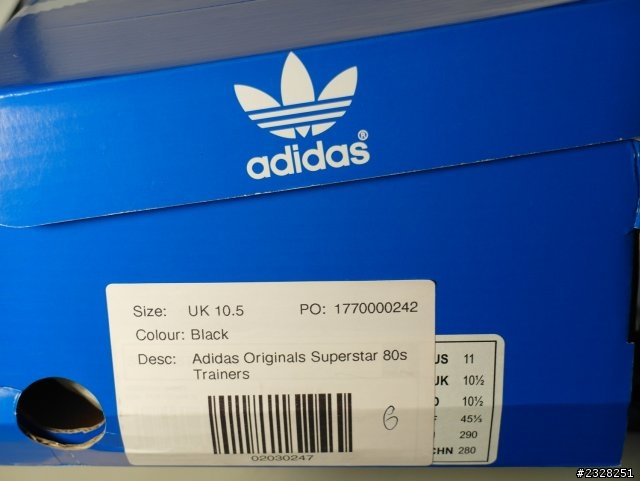 adidas®
Size: UK 10.5 PO: 1770000242
Colour: Black
Desc: Adidas Originals Superstar 80s
Trainers
02030247
6
US 11
UK 10½
10½
45⅓
290
CHN 280
#2328251